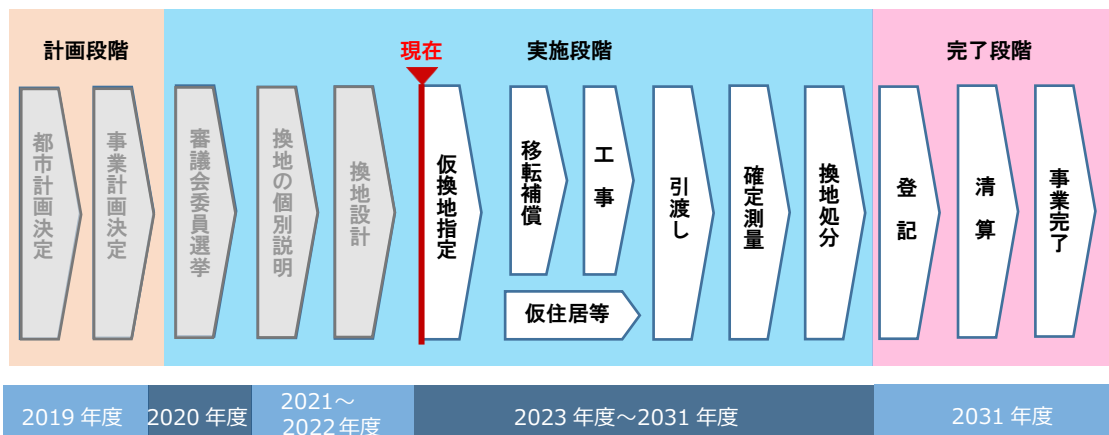 計画段階
現在
実施段階
完了段階
都市計画決定
事業計画決定
審議会委員選挙
換地の個別説明
換地設計
仮換地指定
移転補償
工事
仮住居等
引渡し
確定測量
換地処分
登記
清算
事業完了
2019 年度
2020 年度
2021～
2022 年度
2023 年度～2031 年度
2031 年度